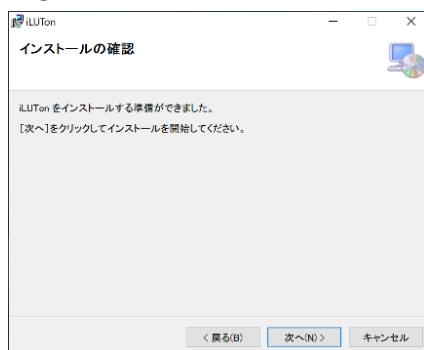 iLUTon
インストールの確認
iLUTon をインストールする準備ができました。
[次へ]をクリックしてインストールを開始してください。
< 戻る(B)
次へ(N) >
キャンセル